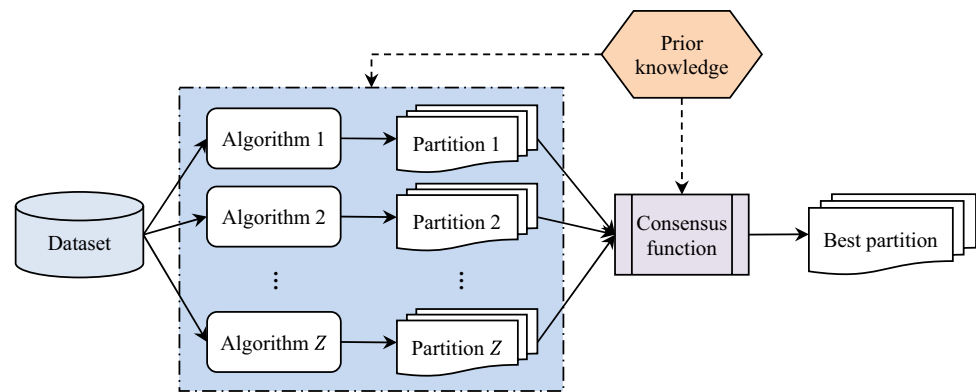 Prior
knowledge
Algorithm 1
Partition 1
Dataset
Algorithm 2
Partition 2
Consensus
function
Best partition
⋮
⋮
Algorithm Z
Partition Z